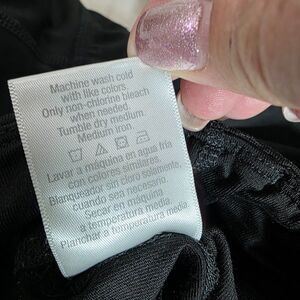 Machine wash cold
with like colors.
Only non-chlorine bleach
when needed.
Tumble dry medium.
Medium iron.
Lavar a máquina en agua fría
con colores similares.
Blanqueador sin cloro solamente,
cuando sea necesario.
Secar en máquina
a temperatura media.
Planchar a temperatura media.